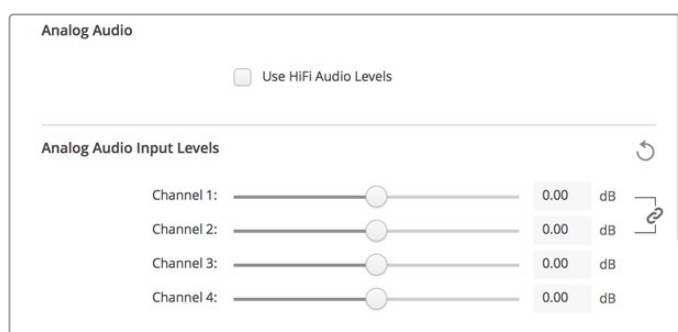 Analog Audio
Use HiFi Audio Levels
Analog Audio Input Levels
Channel 1: 0.00 dB
Channel 2: 0.00 dB
Channel 3: 0.00 dB
Channel 4: 0.00 dB